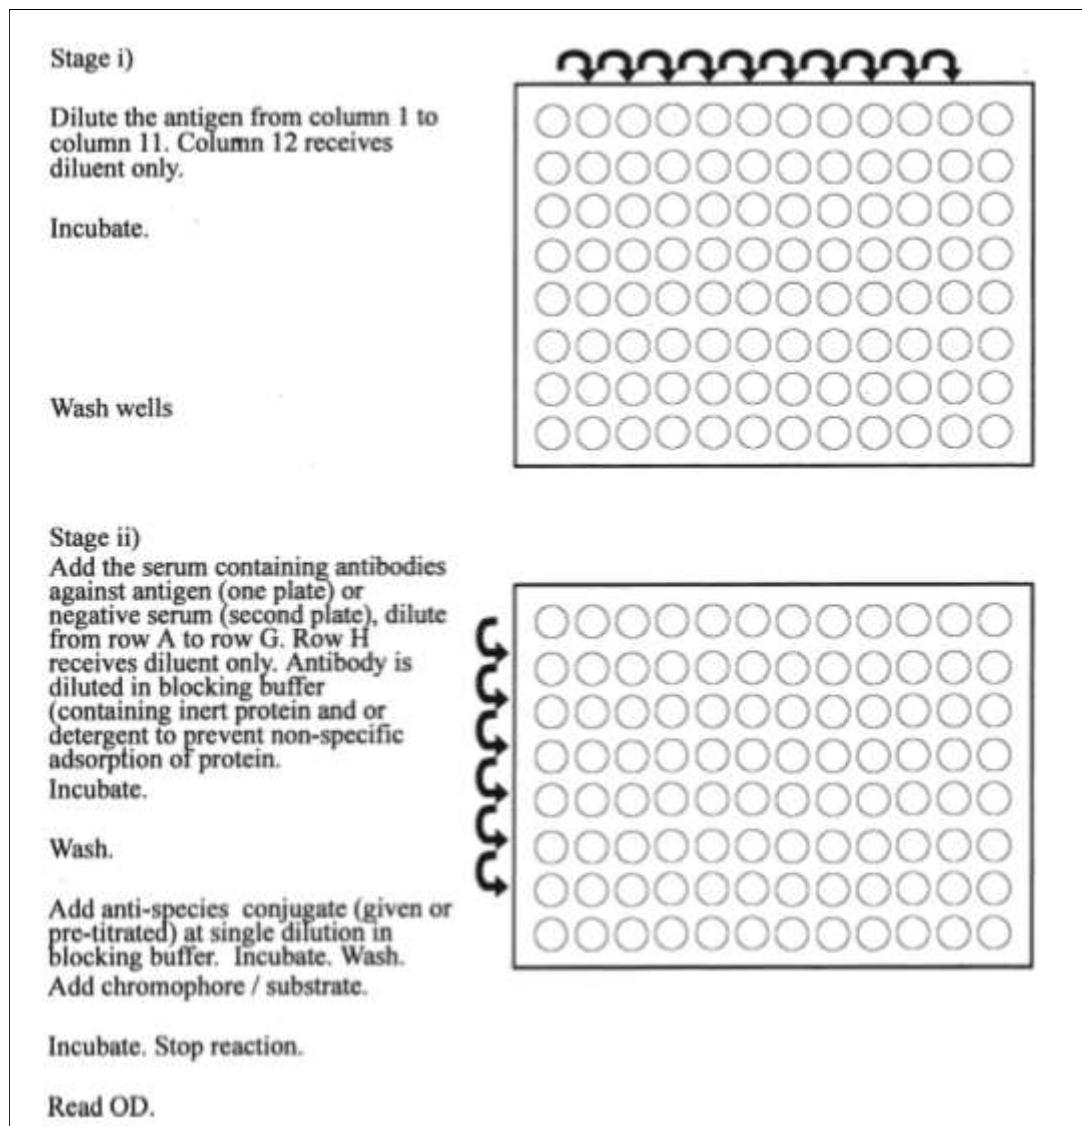 Stage i)
Dilute the antigen from column 1 to
column 11. Column 12 receives
diluent only.
Incubate.
Wash wells
Stage ii)
Add the serum containing antibodies
against antigen (one plate) or
negative serum (second plate), dilute
from row A to row G. Row H
receives diluent only. Antibody is
diluted in blocking buffer
(containing inert protein and or
detergent to prevent non-specific
adsorption of protein.
Incubate.
Wash.
Add anti-species conjugate (given or
pre-titrated) at single dilution in
blocking buffer. Incubate. Wash.
Add chromophore / substrate.
Incubate. Stop reaction.
Read OD.